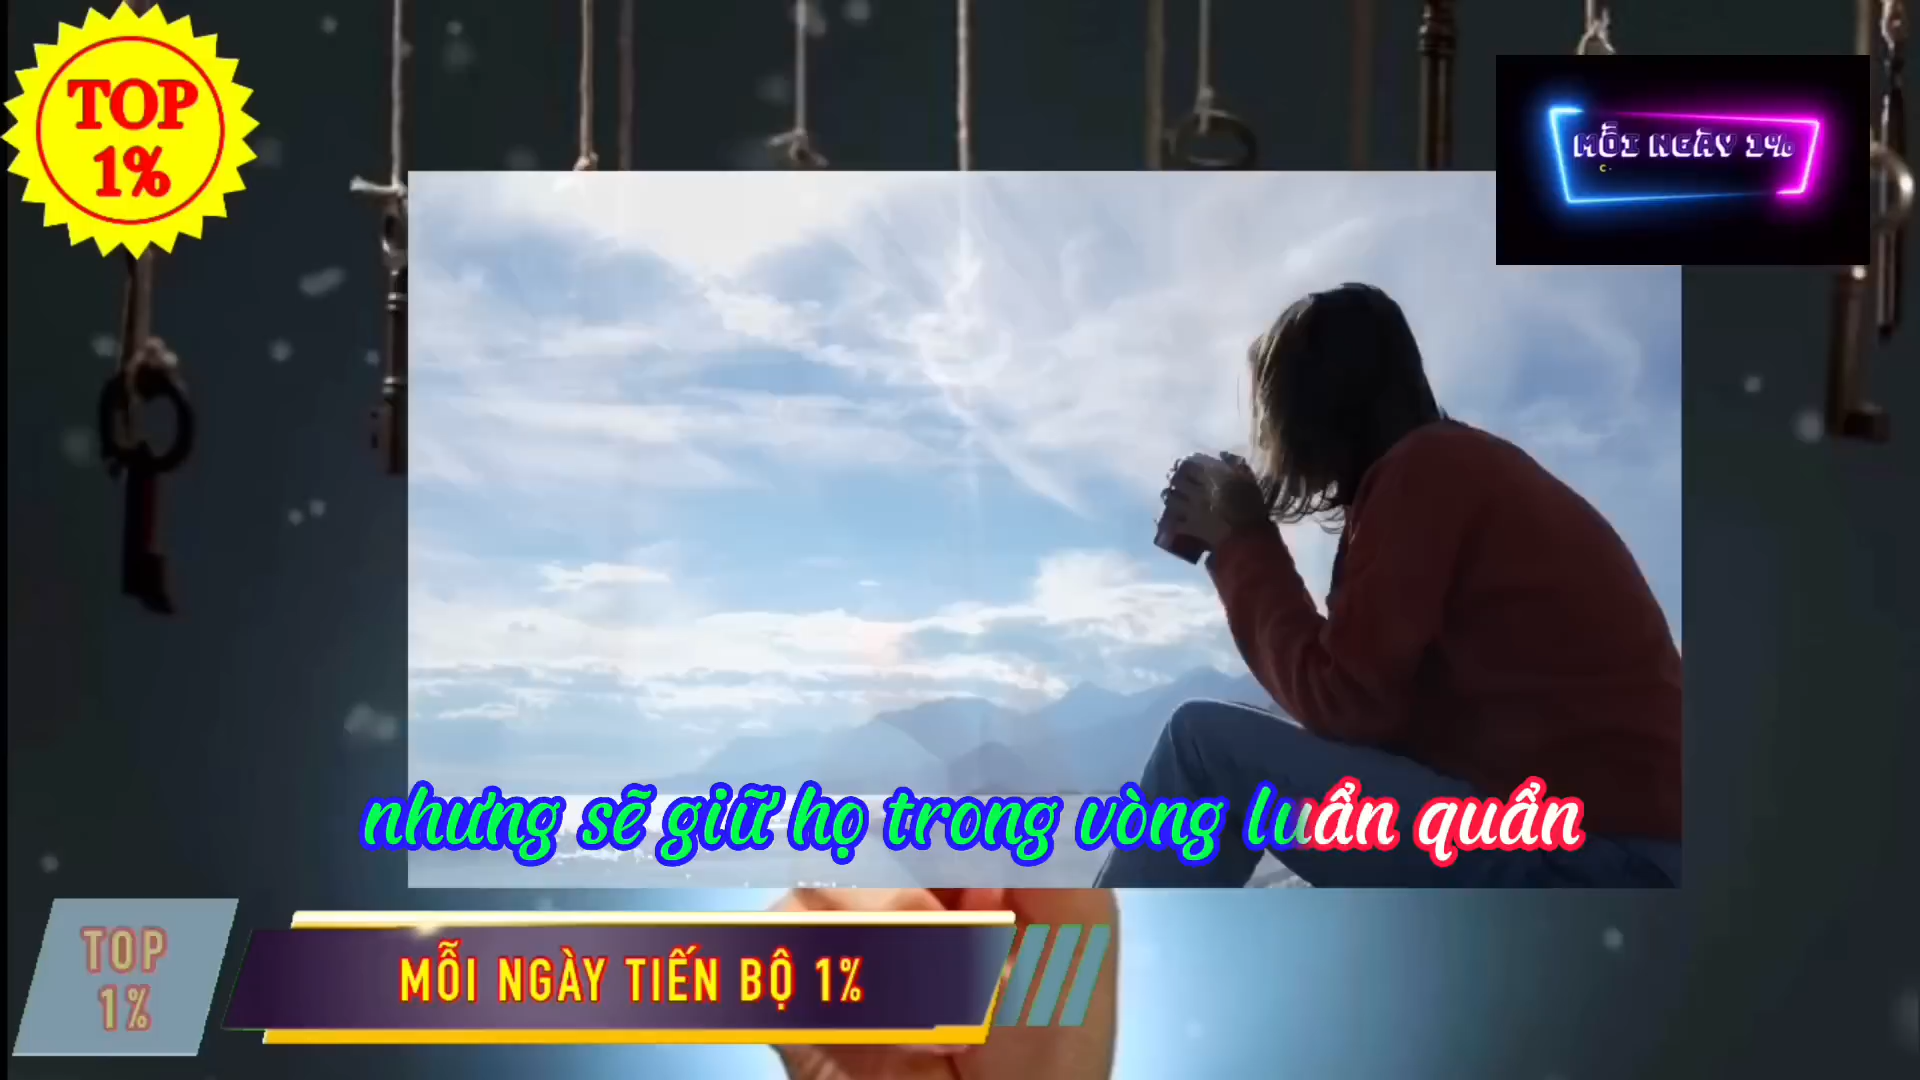 TOP
1%
MỖI NGÀY 1%
nhưng sẽ giữ họ trong vòng luẩn quẩn
TOP
1%
MỖI NGÀY TIẾN BỘ 1%